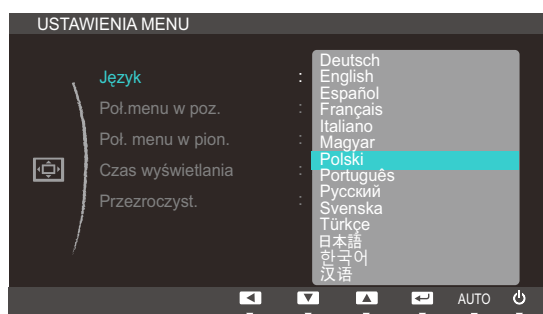 USTAWIENIA MENU
Język :
Poł.menu w poz. :
Poł. menu w pion. :
Czas wyświetlania :
Przezroczyst. :
Deutsch
English
Español
Français
Italiano
Magyar
Polski
Português
Русский
Svenska
Türkçe
日本語
한국어
汉语
AUTO